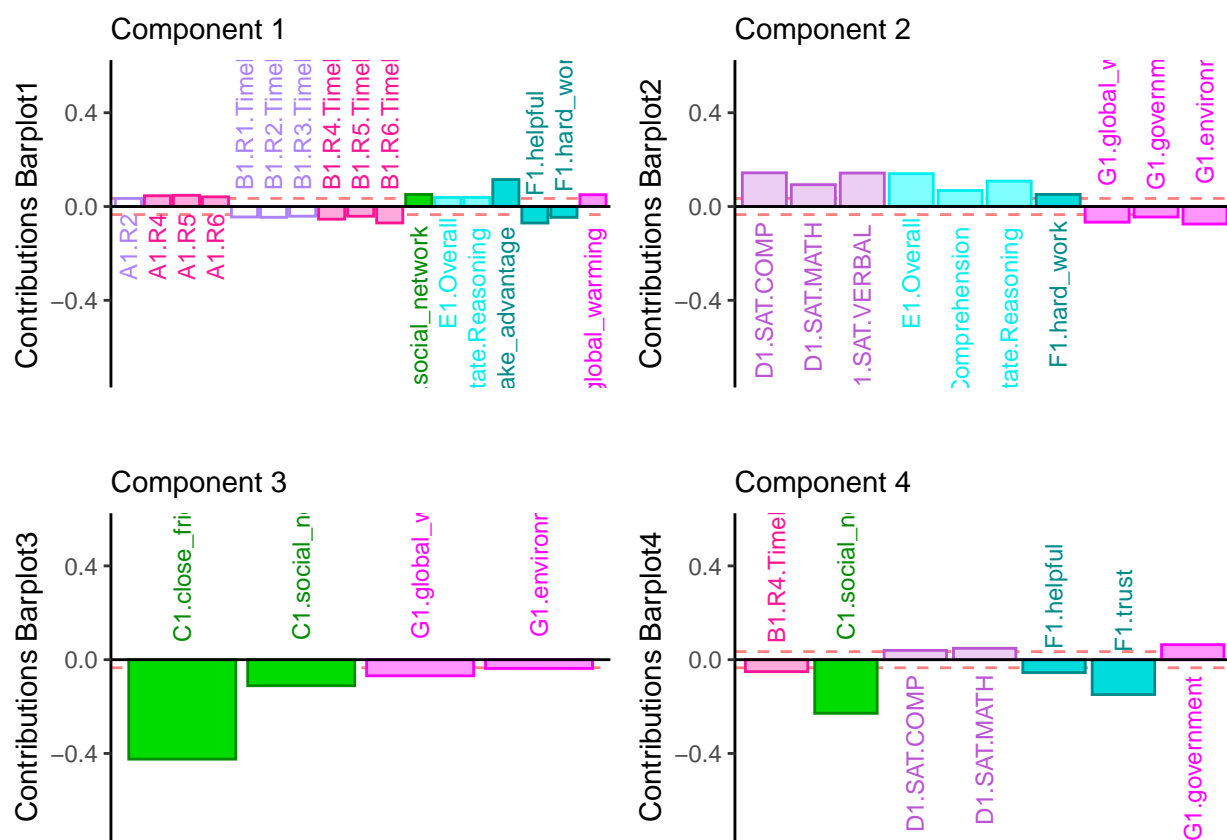 Component 1
Contributions Barplot1
0.4
0.0
−0.4
A1.R2
A1.R4
A1.R5
A1.R6
B1.R1.Timel
B1.R2.Timel
B1.R3.Timel
B1.R4.Timel
B1.R5.Timel
B1.R6.Timel
.social_network
E1.Overall
tate.Reasoning
ake_advantage
F1.helpful
F1.hard_wor
global_warming
Component 2
Contributions Barplot2
0.4
0.0
−0.4
D1.SAT.COMP
D1.SAT.MATH
1.SAT.VERBAL
E1.Overall
Comprehension
tate.Reasoning
F1.hard_work
G1.global_w
G1.governm
G1.environr
Component 3
Contributions Barplot3
0.4
0.0
−0.4
C1.close_frie
C1.social_ne
G1.global_w
G1.environr
Component 4
Contributions Barplot4
0.4
0.0
−0.4
B1.R4.Timel
C1.social_ne
D1.SAT.COMP
D1.SAT.MATH
F1.helpful
F1.trust
G1.government